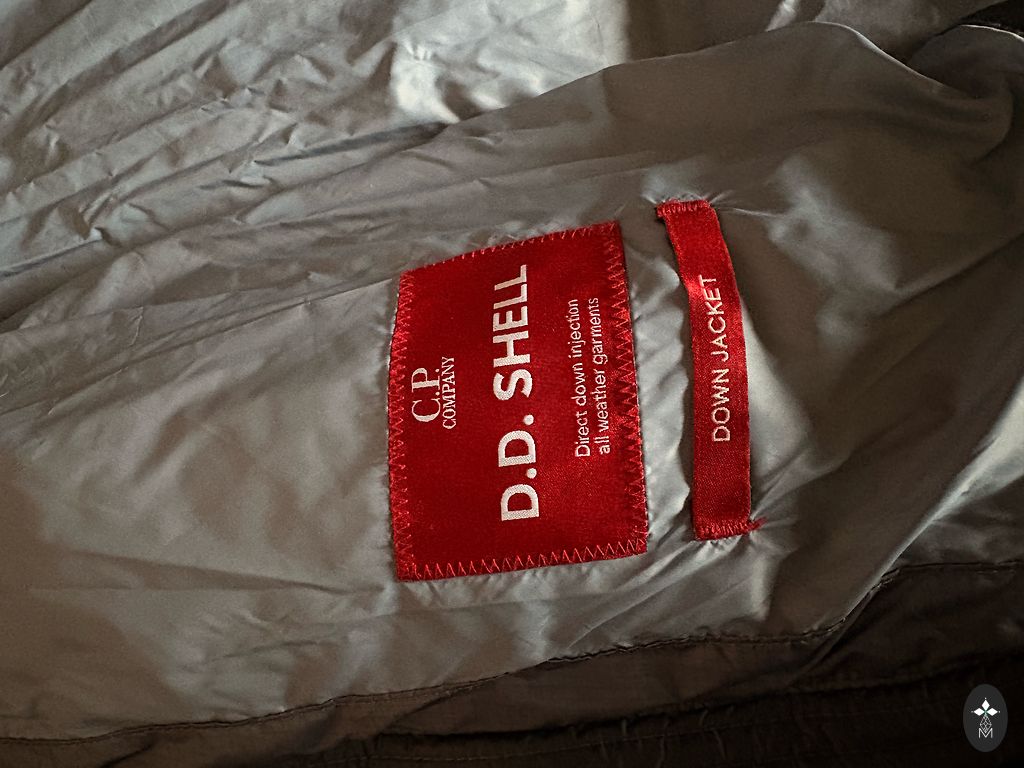 C.P.
COMPANY
D.D. SHELL
Direct down injection
all weather garments
DOWN JACKET
M